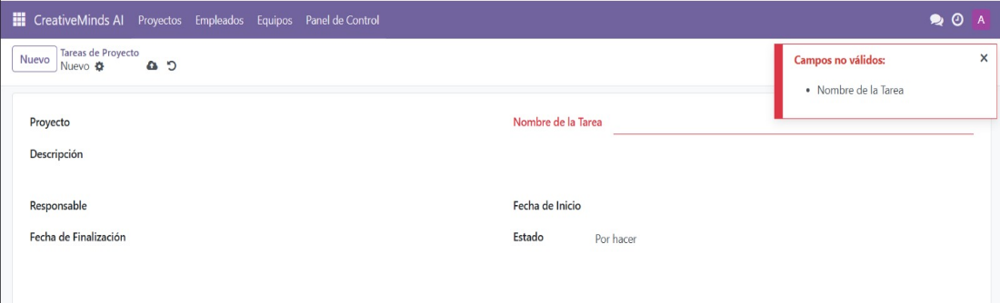 CreativeMinds AI Proyectos Empleados Equipos Panel de Control A
Nuevo Tareas de Proyecto
Nuevo
Campos no válidos:
• Nombre de la Tarea
Proyecto
Nombre de la Tarea
Descripción
Responsable
Fecha de Inicio
Fecha de Finalización
Estado Por hacer